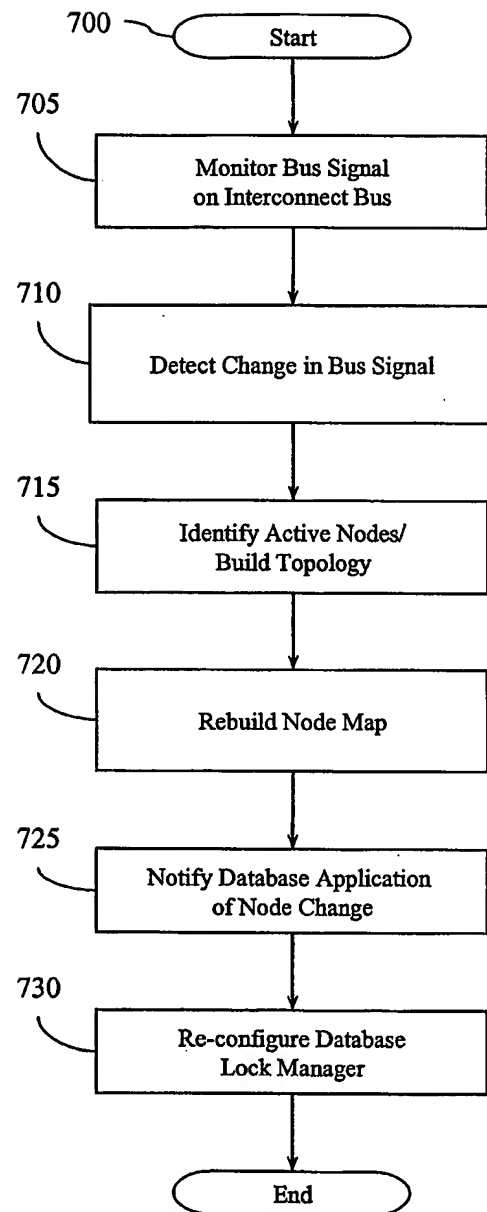 700
Start
705
Monitor Bus Signal
on Interconnect Bus
710
Detect Change in Bus Signal
715
Identify Active Nodes/
Build Topology
720
Rebuild Node Map
725
Notify Database Application
of Node Change
730
Re-configure Database
Lock Manager
End